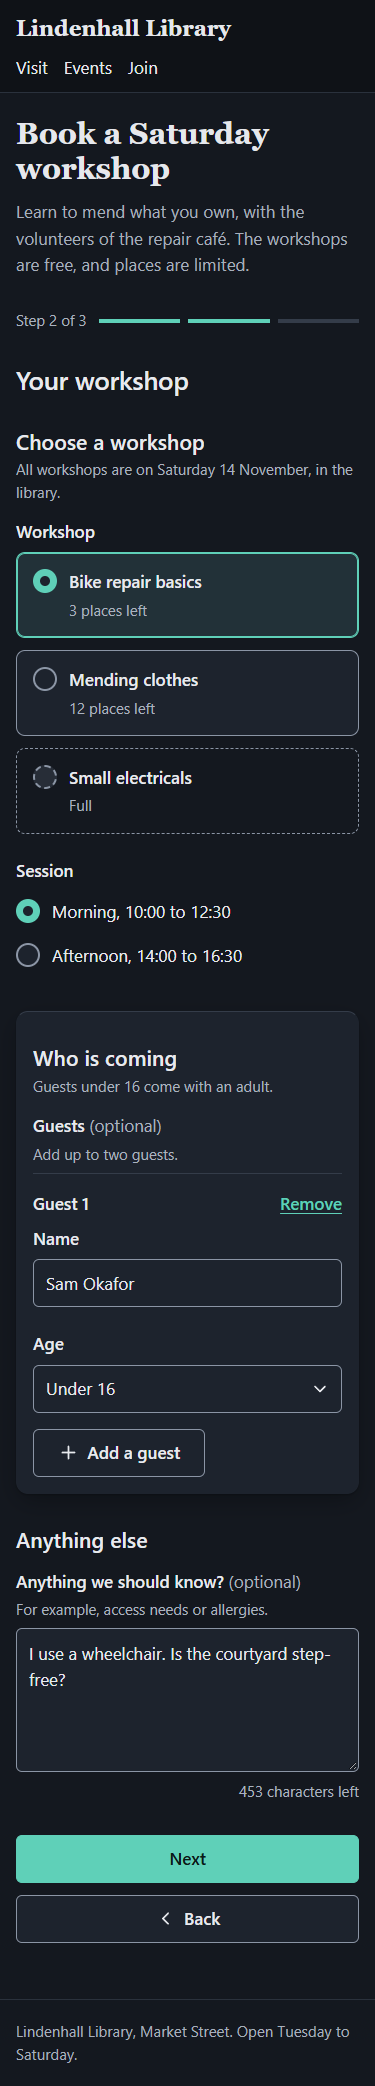 Lindenhall Library
Visit Events Join
Book a Saturday
workshop
Learn to mend what you own, with the
volunteers of the repair café. The workshops
are free, and places are limited.
Step 2 of 3
Your workshop
Choose a workshop
All workshops are on Saturday 14 November, in the
library.
Workshop
Bike repair basics
3 places left
Mending clothes
12 places left
Small electricals
Full
Session
Morning, 10:00 to 12:30
Afternoon, 14:00 to 16:30
Who is coming
Guests under 16 come with an adult.
Guests (optional)
Add up to two guests.
Guest 1 Remove
Name
Sam Okafor
Age
Under 16
Add a guest
Anything else
Anything we should know? (optional)
For example, access needs or allergies.
I use a wheelchair. Is the courtyard step-
free?
453 characters left
Next
Back
Lindenhall Library, Market Street. Open Tuesday to
Saturday.